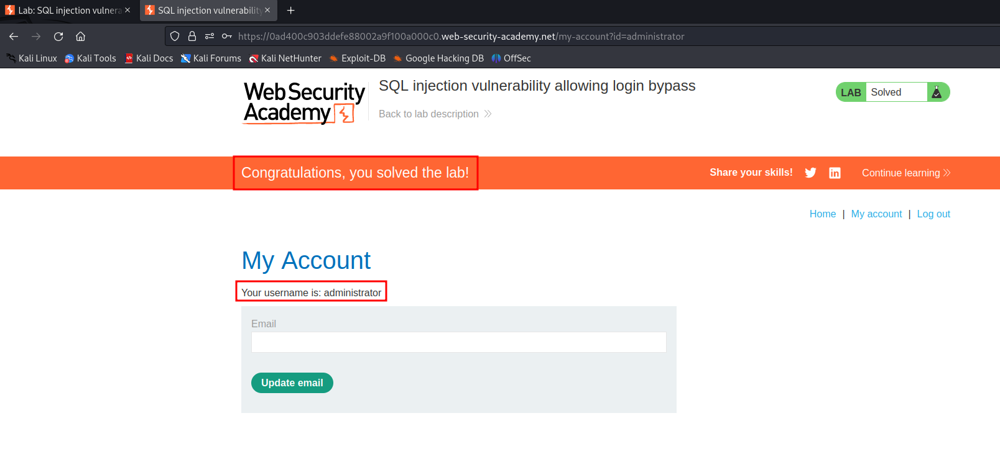 Lab: SQL injection vulnera
SQL injection vulnerability
https://0ad400c903ddefe88002a9f100a000c0.web-security-academy.net/my-account?id=administrator
Kali Linux Kali Tools Kali Docs Kali Forums Kali NetHunter Exploit-DB Google Hacking DB OffSec
Web Security
Academy
SQL injection vulnerability allowing login bypass
Back to lab description
LAB Solved
Congratulations, you solved the lab!
Share your skills!
Continue learning
Home | My account | Log out
My Account
Your username is: administrator
Email
Update email